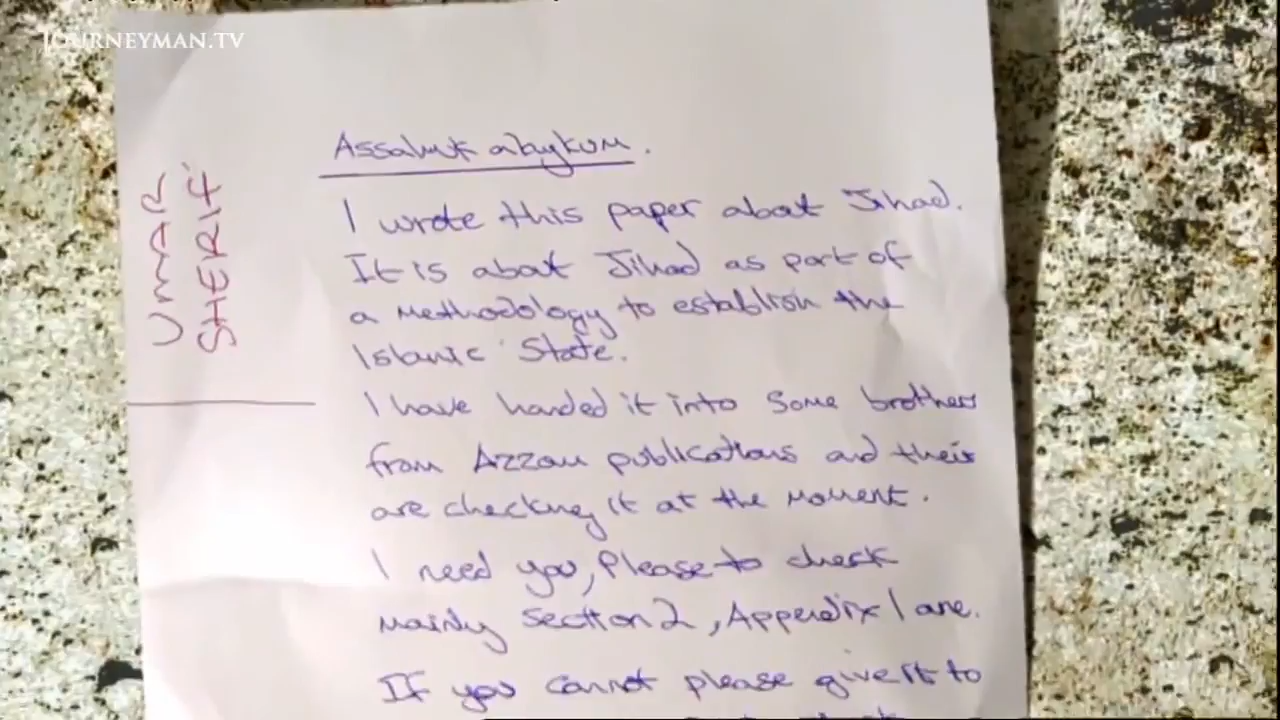 JOURNEYMAN.TV
UMAR
SHERIF
Assalmt alaykum.
I wrote this paper about Jihad.
It is about Jihad as part of
a methodology to establish the
Islamic State.
I have handed it into some brothers
from Azzam publications and their
are checking it at the moment.
I need you, please to check
mainly section 2, Appendix 1 one.
If you cannot please give it to